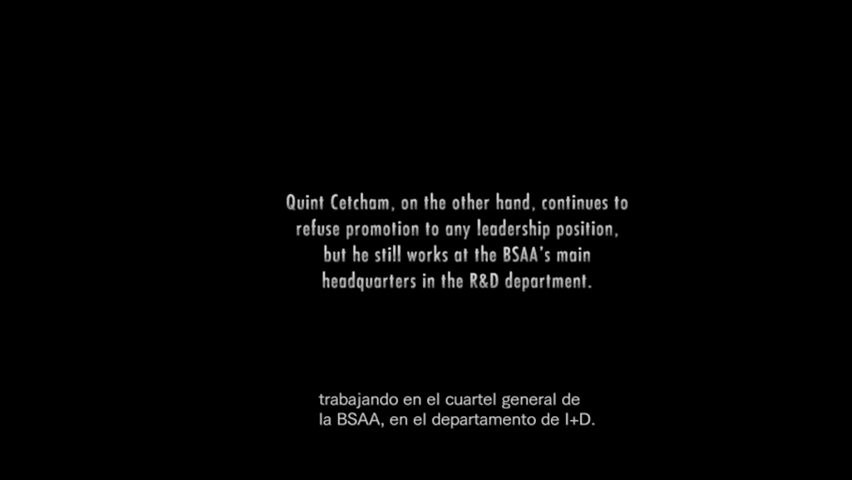 Quint Cetcham, on the other hand, continues to
refuse promotion to any leadership position,
but he still works at the BSAA's main
headquarters in the R&D department.
trabajando en el cuartel general de
la BSAA, en el departamento de I+D.